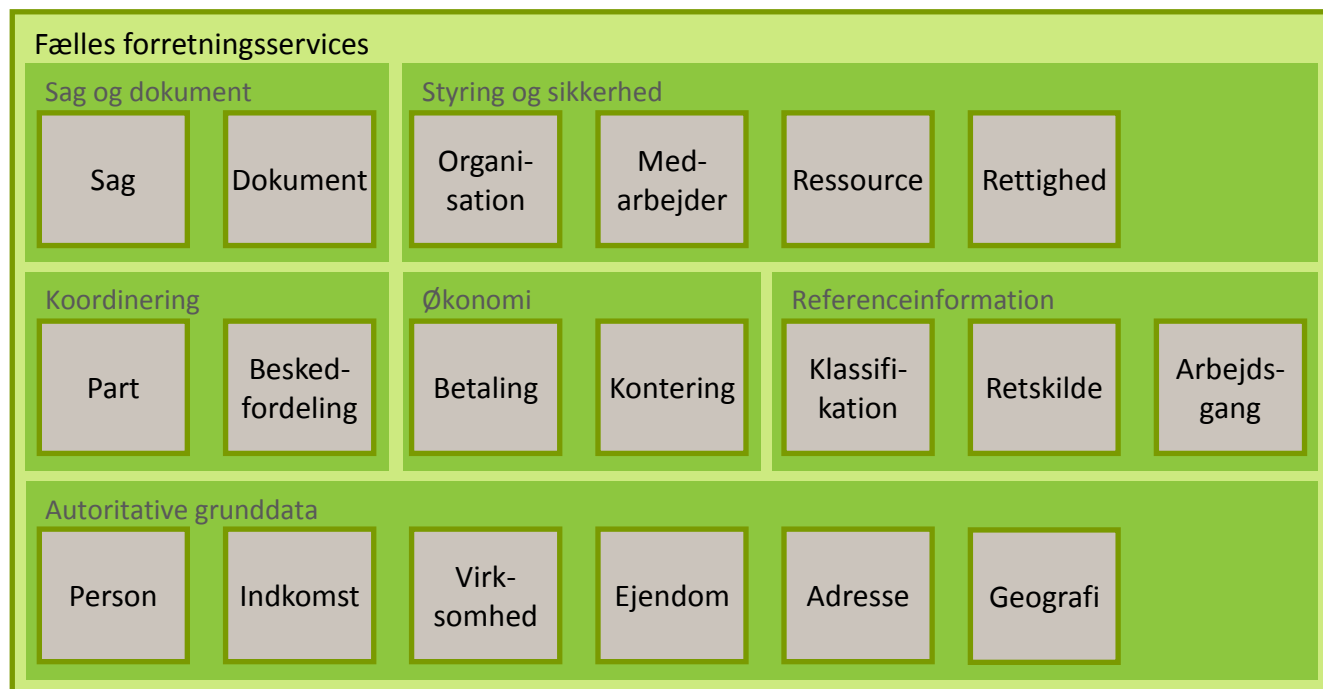 Fælles forretningsservices
Sag og dokument
Sag
Dokument
Styring og sikkerhed
Organi-
sation
Med-
arbejder
Ressource
Rettighed
Koordinering
Part
Besked-
fordeling
Økonomi
Betaling
Kontering
Referenceinformation
Klassifi-
kation
Retskilde
Arbejds-
gang
Autoritative grunddata
Person
Indkomst
Virk-
somhed
Ejendom
Adresse
Geografi